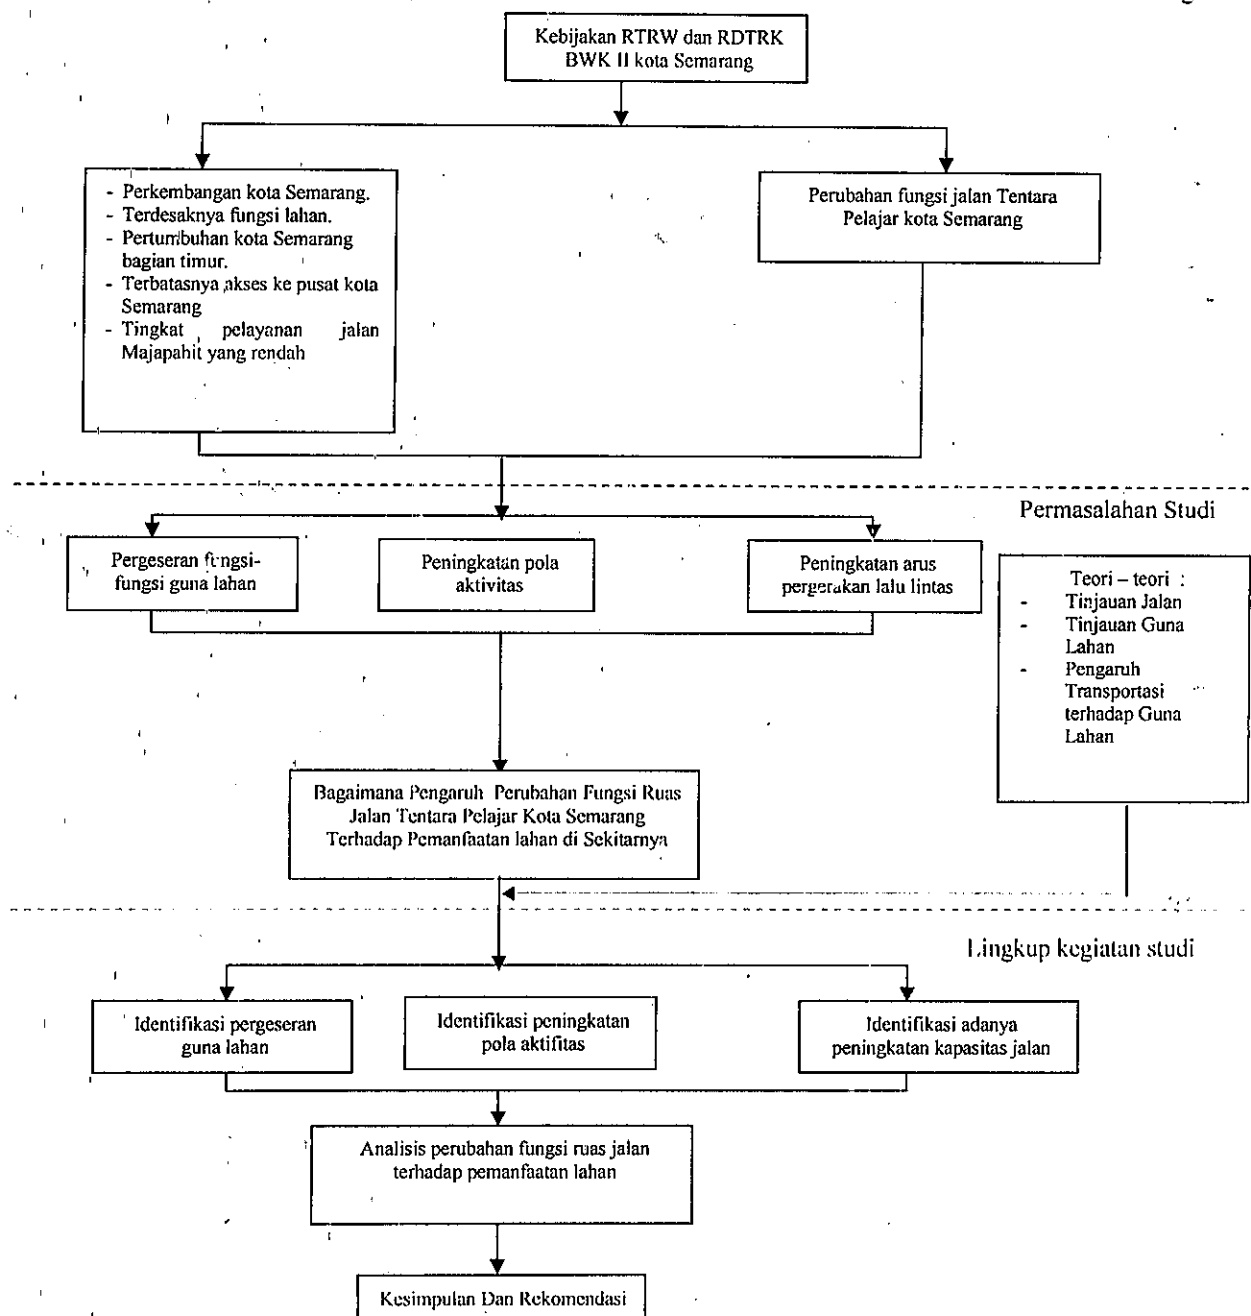 Kebijakan RTRW dan RDTRK
BWK II kota Semarang
- Perkembangan kota Semarang.
- Terdesaknya fungsi lahan.
- Pertumbuhan kota Semarang
bagian timur.
- Terbatasnya akses ke pusat kota
Semarang
- Tingkat pelayanan jalan
Majapahit yang rendah
Perubahan fungsi jalan Tentara
Pelajar kota Semarang
Permasalahan Studi
Pergeseran fungsi-
fungsi guna lahan
Peningkatan pola
aktivitas
Peningkatan arus
pergerakan lalu lintas
Teori – teori :
- Tinjauan Jalan
- Tinjauan Guna
Lahan
- Pengaruh
Transportasi
terhadap Guna
Lahan
Bagaimana Pengaruh Perubahan Fungsi Ruas
Jalan Tentara Pelajar Kota Semarang
Terhadap Pemanfaatan lahan di Sekitarnya
Lingkup kegiatan studi
Identifikasi pergeseran
guna lahan
Identifikasi peningkatan
pola aktifitas
Identifikasi adanya
peningkatan kapasitas jalan
Analisis perubahan fungsi ruas jalan
terhadap pemanfaatan lahan
Kesimpulan Dan Rekomendasi